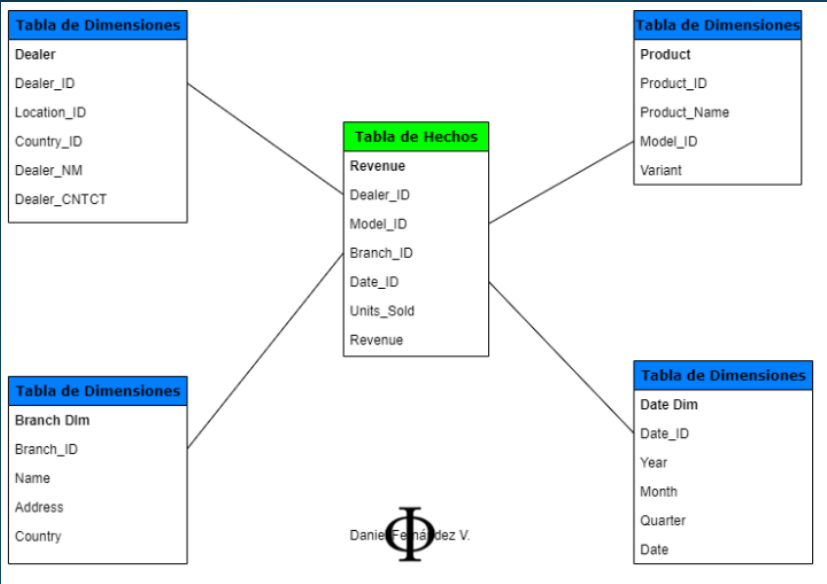 Tabla de Dimensiones
Dealer
Dealer_ID
Location_ID
Country_ID
Dealer_NM
Dealer_CNTCT
Tabla de Dimensiones
Product
Product_ID
Product_Name
Model_ID
Variant
Tabla de Hechos
Revenue
Dealer_ID
Model_ID
Branch_ID
Date_ID
Units_Sold
Revenue
Tabla de Dimensiones
Branch DIm
Branch_ID
Name
Address
Country
Tabla de Dimensiones
Date Dim
Date_ID
Year
Month
Quarter
Date
Daniel Fernández V.
Φ